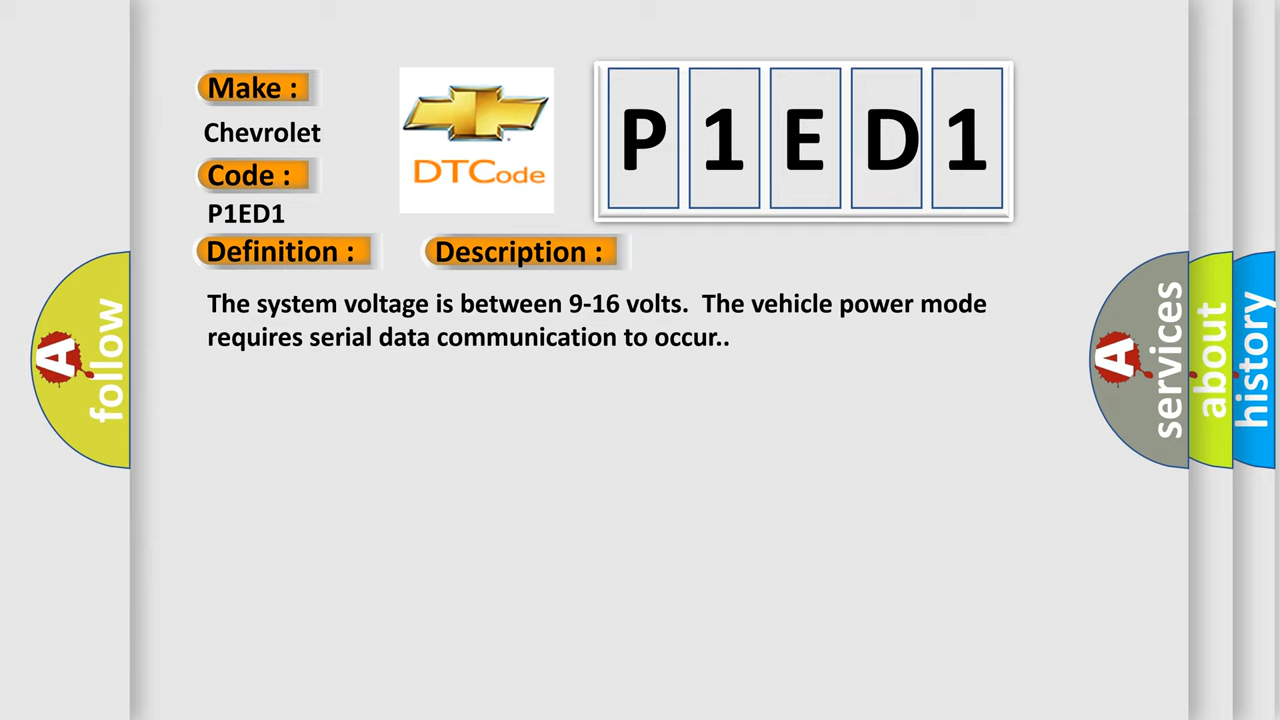 Make :
Chevrolet
Code :
P1ED1
Definition :
Description :
The system voltage is between 9-16 volts  The vehicle power mode
requires serial data communication to occur..
DTCode
P 1 E D 1
A follow
A services
about
history